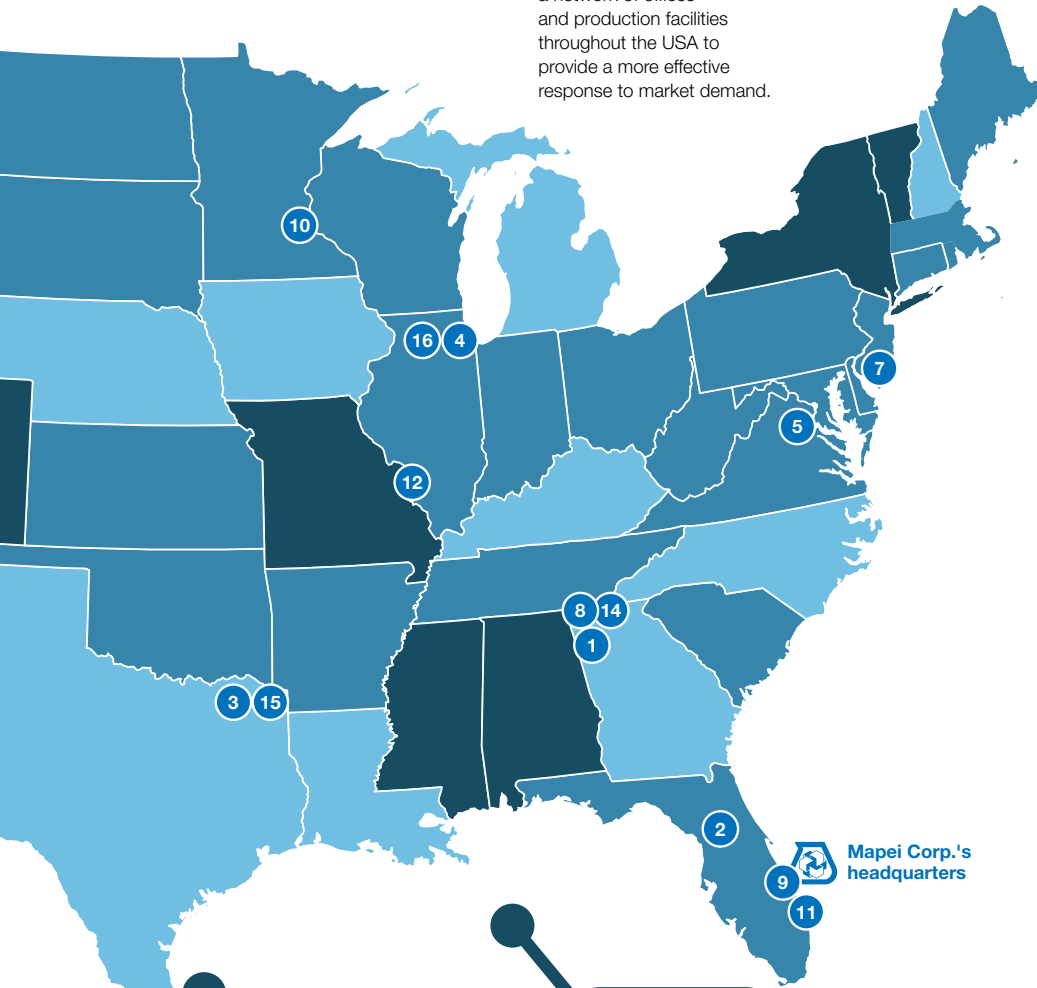 and production facilities
throughout the USA to
provide a more effective
response to market demand.
10
16 4
7
5
12
8 14
1
3 15
2
Mapei Corp.'s
headquarters
9
11